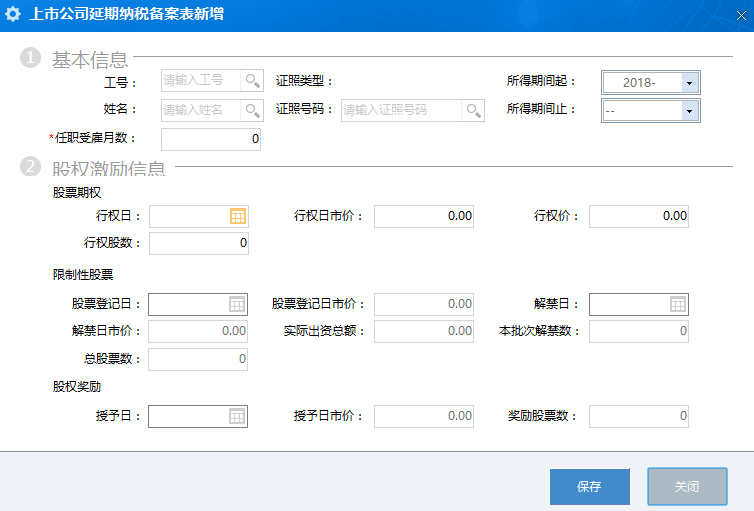 上市公司延期纳税备案表新增
1 基本信息
工号： 请输入工号 证照类型： 所得期间起： 2018-
姓名： 请输入姓名 证照号码： 请输入证照号码 所得期间止： --
*任职受雇月数： 0
2 股权激励信息
股票期权
行权日： 行权日市价： 0.00 行权价： 0.00
行权股数： 0
限制性股票
股票登记日： 股票登记日市价： 0.00 解禁日：
解禁日市价： 0.00 实际出资总额： 0.00 本批次解禁数： 0
总股票数： 0
股权奖励
授予日： 授予日市价： 0.00 奖励股票数： 0
保存 关闭